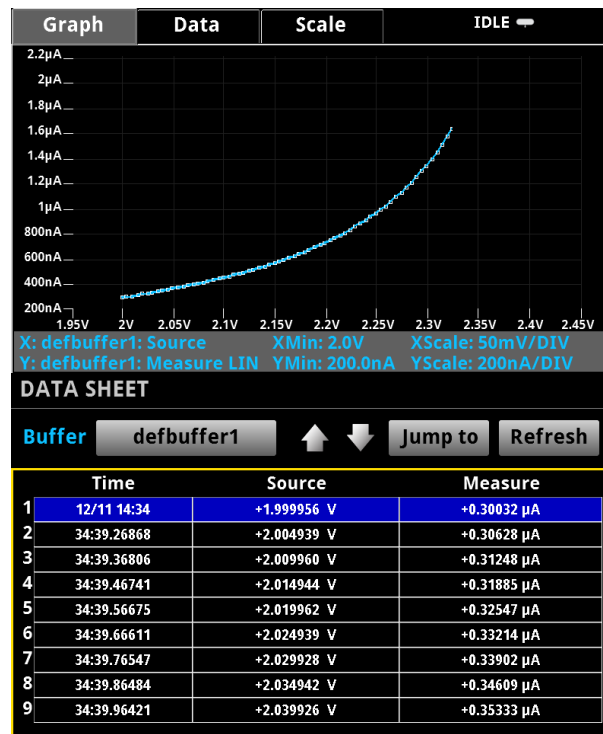 Graph Data Scale IDLE
2.2µA
2µA
1.8µA
1.6µA
1.4µA
1.2µA
1µA
800nA
600nA
400nA
200nA
1.95V 2V 2.05V 2.1V 2.15V 2.2V 2.25V 2.3V 2.35V 2.4V 2.45V
X: defbuffer1: Source XMin: 2.0V XScale: 50mV/DIV
Y: defbuffer1: Measure LIN YMin: 200.0nA YScale: 200nA/DIV
DATA SHEET
Buffer defbuffer1 Jump to Refresh
Time Source Measure
1 12/11 14:34 +1.999956 V +0.30032 µA
2 34:39.26868 +2.004939 V +0.30628 µA
3 34:39.36806 +2.009960 V +0.31248 µA
4 34:39.46741 +2.014944 V +0.31885 µA
5 34:39.56675 +2.019962 V +0.32547 µA
6 34:39.66611 +2.024939 V +0.33214 µA
7 34:39.76547 +2.029928 V +0.33902 µA
8 34:39.86484 +2.034942 V +0.34609 µA
9 34:39.96421 +2.039926 V +0.35333 µA